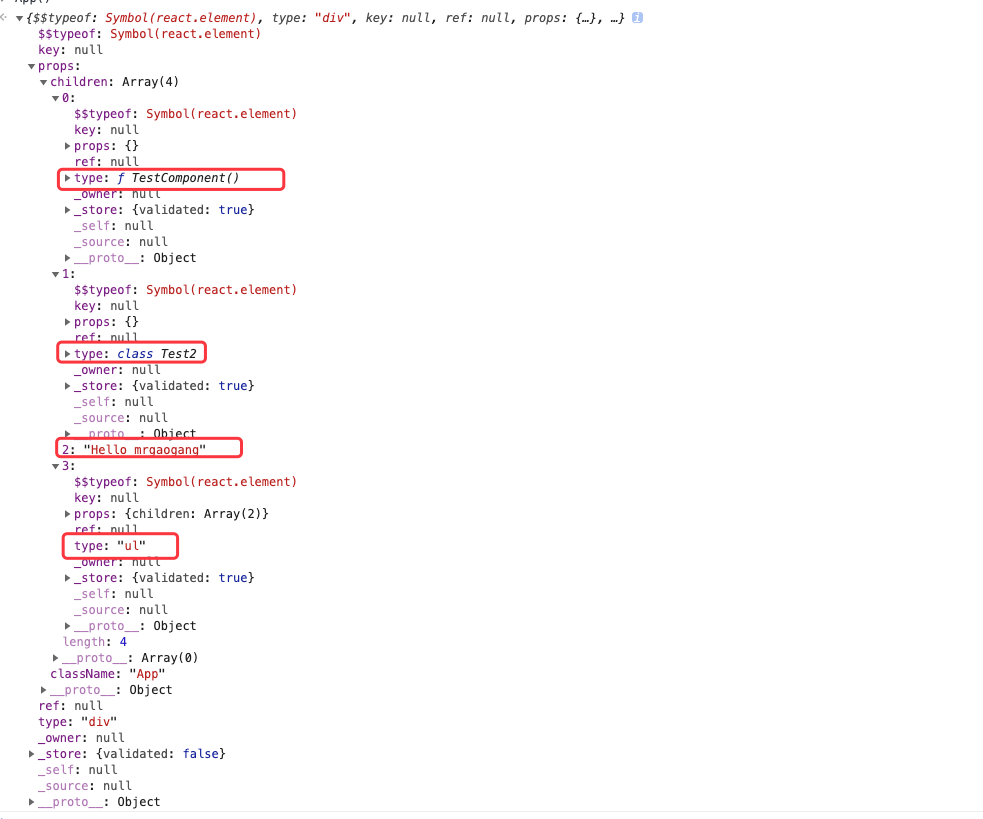 App()
{$$typeof: Symbol(react.element), type: "div", key: null, ref: null, props: {…}, …}
$$typeof: Symbol(react.element)
key: null
props:
children: Array(4)
0:
$$typeof: Symbol(react.element)
key: null
props: {}
ref: null
type: ƒ TestComponent()
_owner: null
_store: {validated: true}
_self: null
_source: null
__proto__: Object
1:
$$typeof: Symbol(react.element)
key: null
props: {}
ref: null
type: class Test2
_owner: null
_store: {validated: true}
_self: null
_source: null
__proto__: Object
2: "Hello mrgaogang"
3:
$$typeof: Symbol(react.element)
key: null
props: {children: Array(2)}
ref: null
type: "ul"
_owner: null
_store: {validated: true}
_self: null
_source: null
__proto__: Object
length: 4
__proto__: Array(0)
className: "App"
__proto__: Object
ref: null
type: "div"
_owner: null
_store: {validated: false}
_self: null
_source: null
__proto__: Object